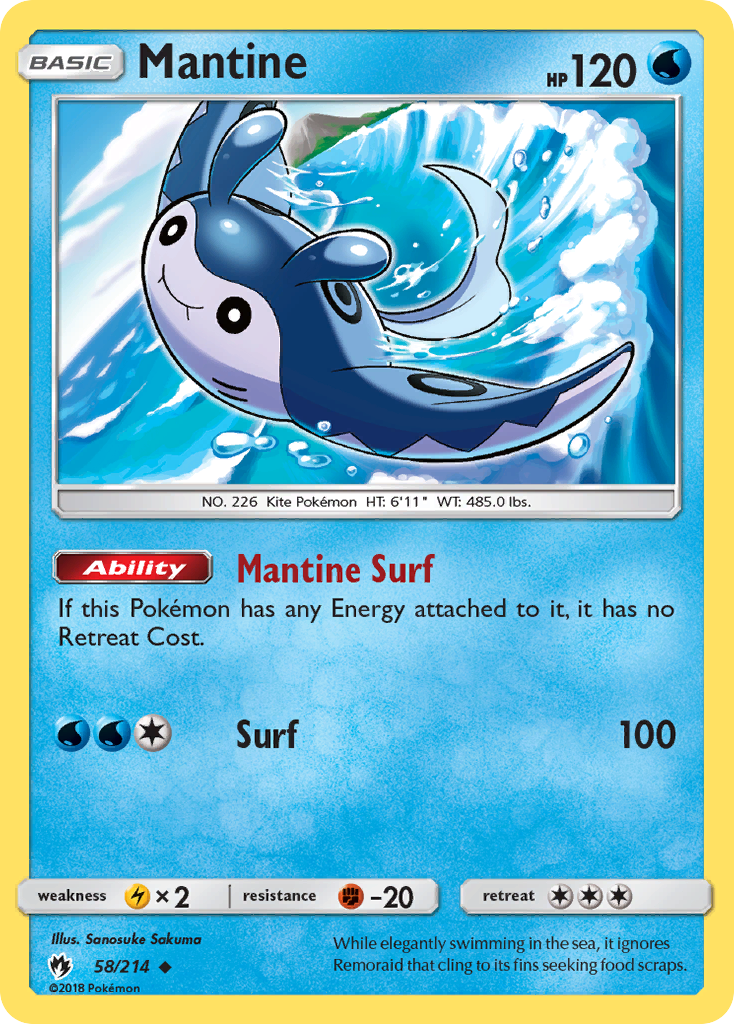 BASIC Mantine HP 120
NO. 226 Kite Pokémon HT: 6'11" WT: 485.0 lbs.
Ability Mantine Surf
If this Pokémon has any Energy attached to it, it has no
Retreat Cost.
Surf 100
weakness ×2 resistance -20 retreat
Illus. Sanosuke Sakuma
58/214
©2018 Pokémon
While elegantly swimming in the sea, it ignores
Remoraid that cling to its fins seeking food scraps.